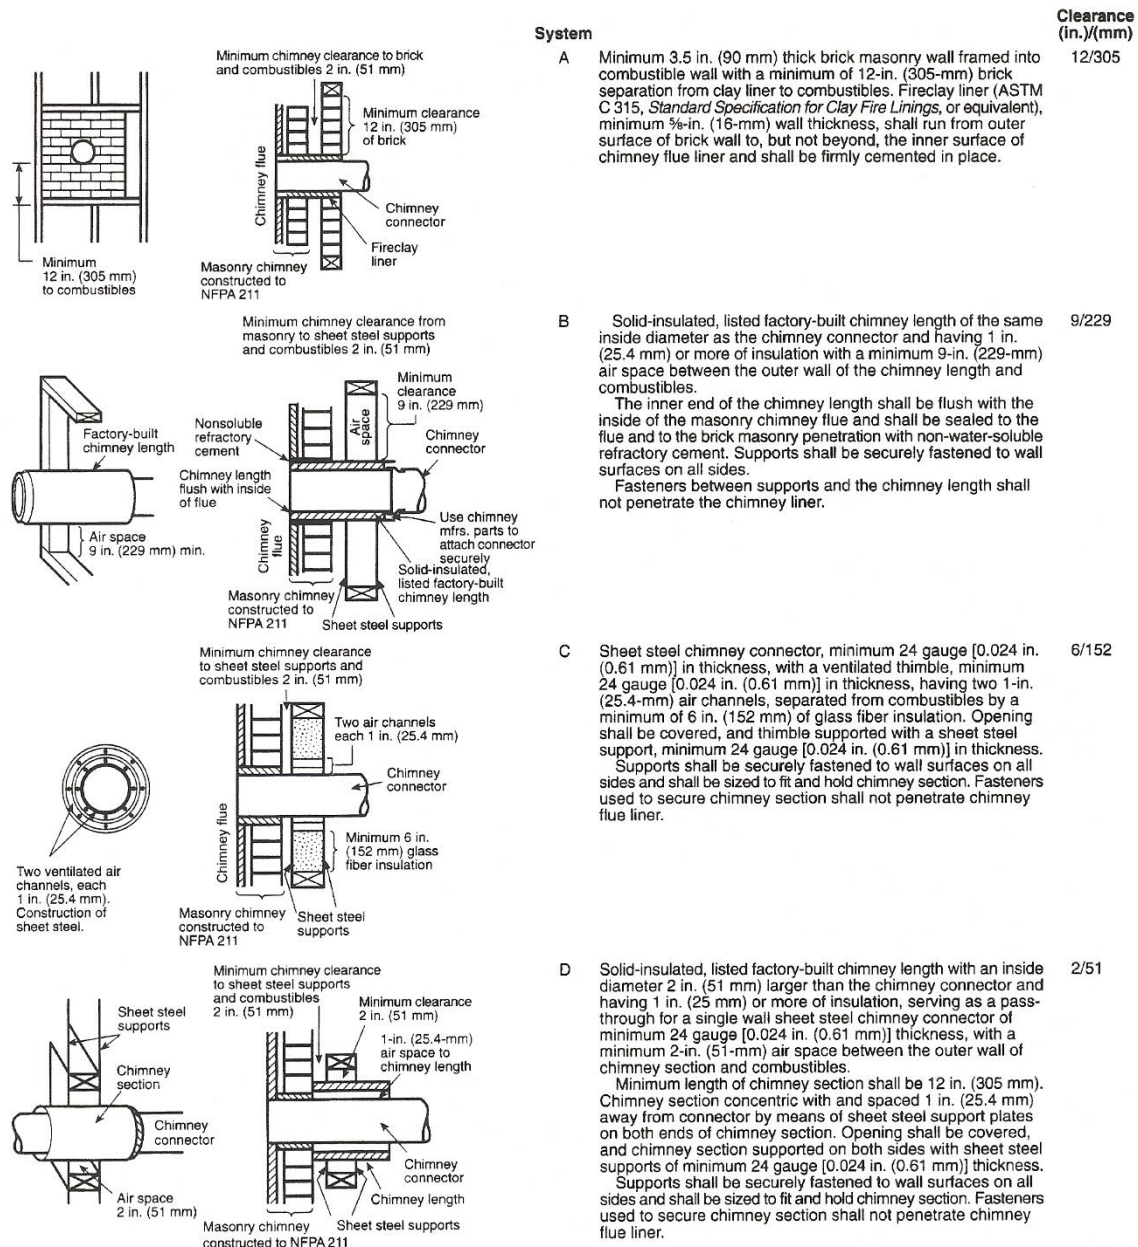 System
Clearance
(in.)/(mm)
Minimum chimney clearance to brick
and combustibles 2 in. (51 mm)
Minimum clearance
12 in. (305 mm)
of brick
Chimney flue
Chimney
connector
Fireclay
liner
Minimum
12 in. (305 mm)
to combustibles
Masonry chimney
constructed to
NFPA 211
A
Minimum 3.5 in. (90 mm) thick brick masonry wall framed into
combustible wall with a minimum of 12-in. (305-mm) brick
separation from clay liner to combustibles. Fireclay liner (ASTM
C 315, Standard Specification for Clay Fire Linings, or equivalent),
minimum ⅝-in. (16-mm) wall thickness, shall run from outer
surface of brick wall to, but not beyond, the inner surface of
chimney flue liner and shall be firmly cemented in place.
12/305
Minimum chimney clearance from
masonry to sheet steel supports
and combustibles 2 in. (51 mm)
Minimum
clearance
9 in. (229 mm)
Air
space
Nonsoluble
refractory
cement
Chimney
connector
Factory-built
chimney length
Chimney length
flush with inside
of flue
Chimney
flue
Use chimney
mfrs. parts to
attach connector
securely
Air space
9 in. (229 mm) min.
Solid-insulated,
listed factory-built
chimney length
Masonry chimney
constructed to
NFPA 211
Sheet steel supports
B
Solid-insulated, listed factory-built chimney length of the same
inside diameter as the chimney connector and having 1 in.
(25.4 mm) or more of insulation with a minimum 9-in. (229-mm)
air space between the outer wall of the chimney length and
combustibles.
The inner end of the chimney length shall be flush with the
inside of the masonry chimney flue and shall be sealed to the
flue and to the brick masonry penetration with non-water-soluble
refractory cement. Supports shall be securely fastened to wall
surfaces on all sides.
Fasteners between supports and the chimney length shall
not penetrate the chimney liner.
9/229
Minimum chimney clearance
to sheet steel supports and
combustibles 2 in. (51 mm)
Two air channels
each 1 in. (25.4 mm)
Chimney
connector
Chimney flue
Minimum 6 in.
(152 mm) glass
fiber insulation
Two ventilated air
channels, each
1 in. (25.4 mm).
Construction of
sheet steel.
Masonry chimney
constructed to
NFPA 211
Sheet steel
supports
C
Sheet steel chimney connector, minimum 24 gauge [0.024 in.
(0.61 mm)] in thickness, with a ventilated thimble, minimum
24 gauge [0.024 in. (0.61 mm)] in thickness, having two 1-in.
(25.4-mm) air channels, separated from combustibles by a
minimum of 6 in. (152 mm) of glass fiber insulation. Opening
shall be covered, and thimble supported with a sheet steel
support, minimum 24 gauge [0.024 in. (0.61 mm)] in thickness.
Supports shall be securely fastened to wall surfaces on all
sides and shall be sized to fit and hold chimney section. Fasteners
used to secure chimney section shall not penetrate chimney
flue liner.
6/152
Minimum chimney clearance
to sheet steel supports
and combustibles
2 in. (51 mm)
Minimum clearance
2 in. (51 mm)
1-in. (25.4-mm)
air space to
chimney length
Sheet steel
supports
Chimney
section
Chimney
connector
Air space
2 in. (51 mm)
Chimney
connector
Chimney length
Masonry chimney
constructed to NFPA 211
Sheet steel supports
D
Solid-insulated, listed factory-built chimney length with an inside
diameter 2 in. (51 mm) larger than the chimney connector and
having 1 in. (25 mm) or more of insulation, serving as a pass-
through for a single wall sheet steel chimney connector of
minimum 24 gauge [0.024 in. (0.61 mm)] thickness, with a
minimum 2-in. (51-mm) air space between the outer wall of
chimney section and combustibles.
Minimum length of chimney section shall be 12 in. (305 mm).
Chimney section concentric with and spaced 1 in. (25.4 mm)
away from connector by means of sheet steel support plates
on both ends of chimney section. Opening shall be covered,
and chimney section supported on both sides with sheet steel
supports of minimum 24 gauge [0.024 in. (0.61 mm)] thickness.
Supports shall be securely fastened to wall surfaces on all
sides and shall be sized to fit and hold chimney section. Fasteners
used to secure chimney section shall not penetrate chimney
flue liner.
2/51